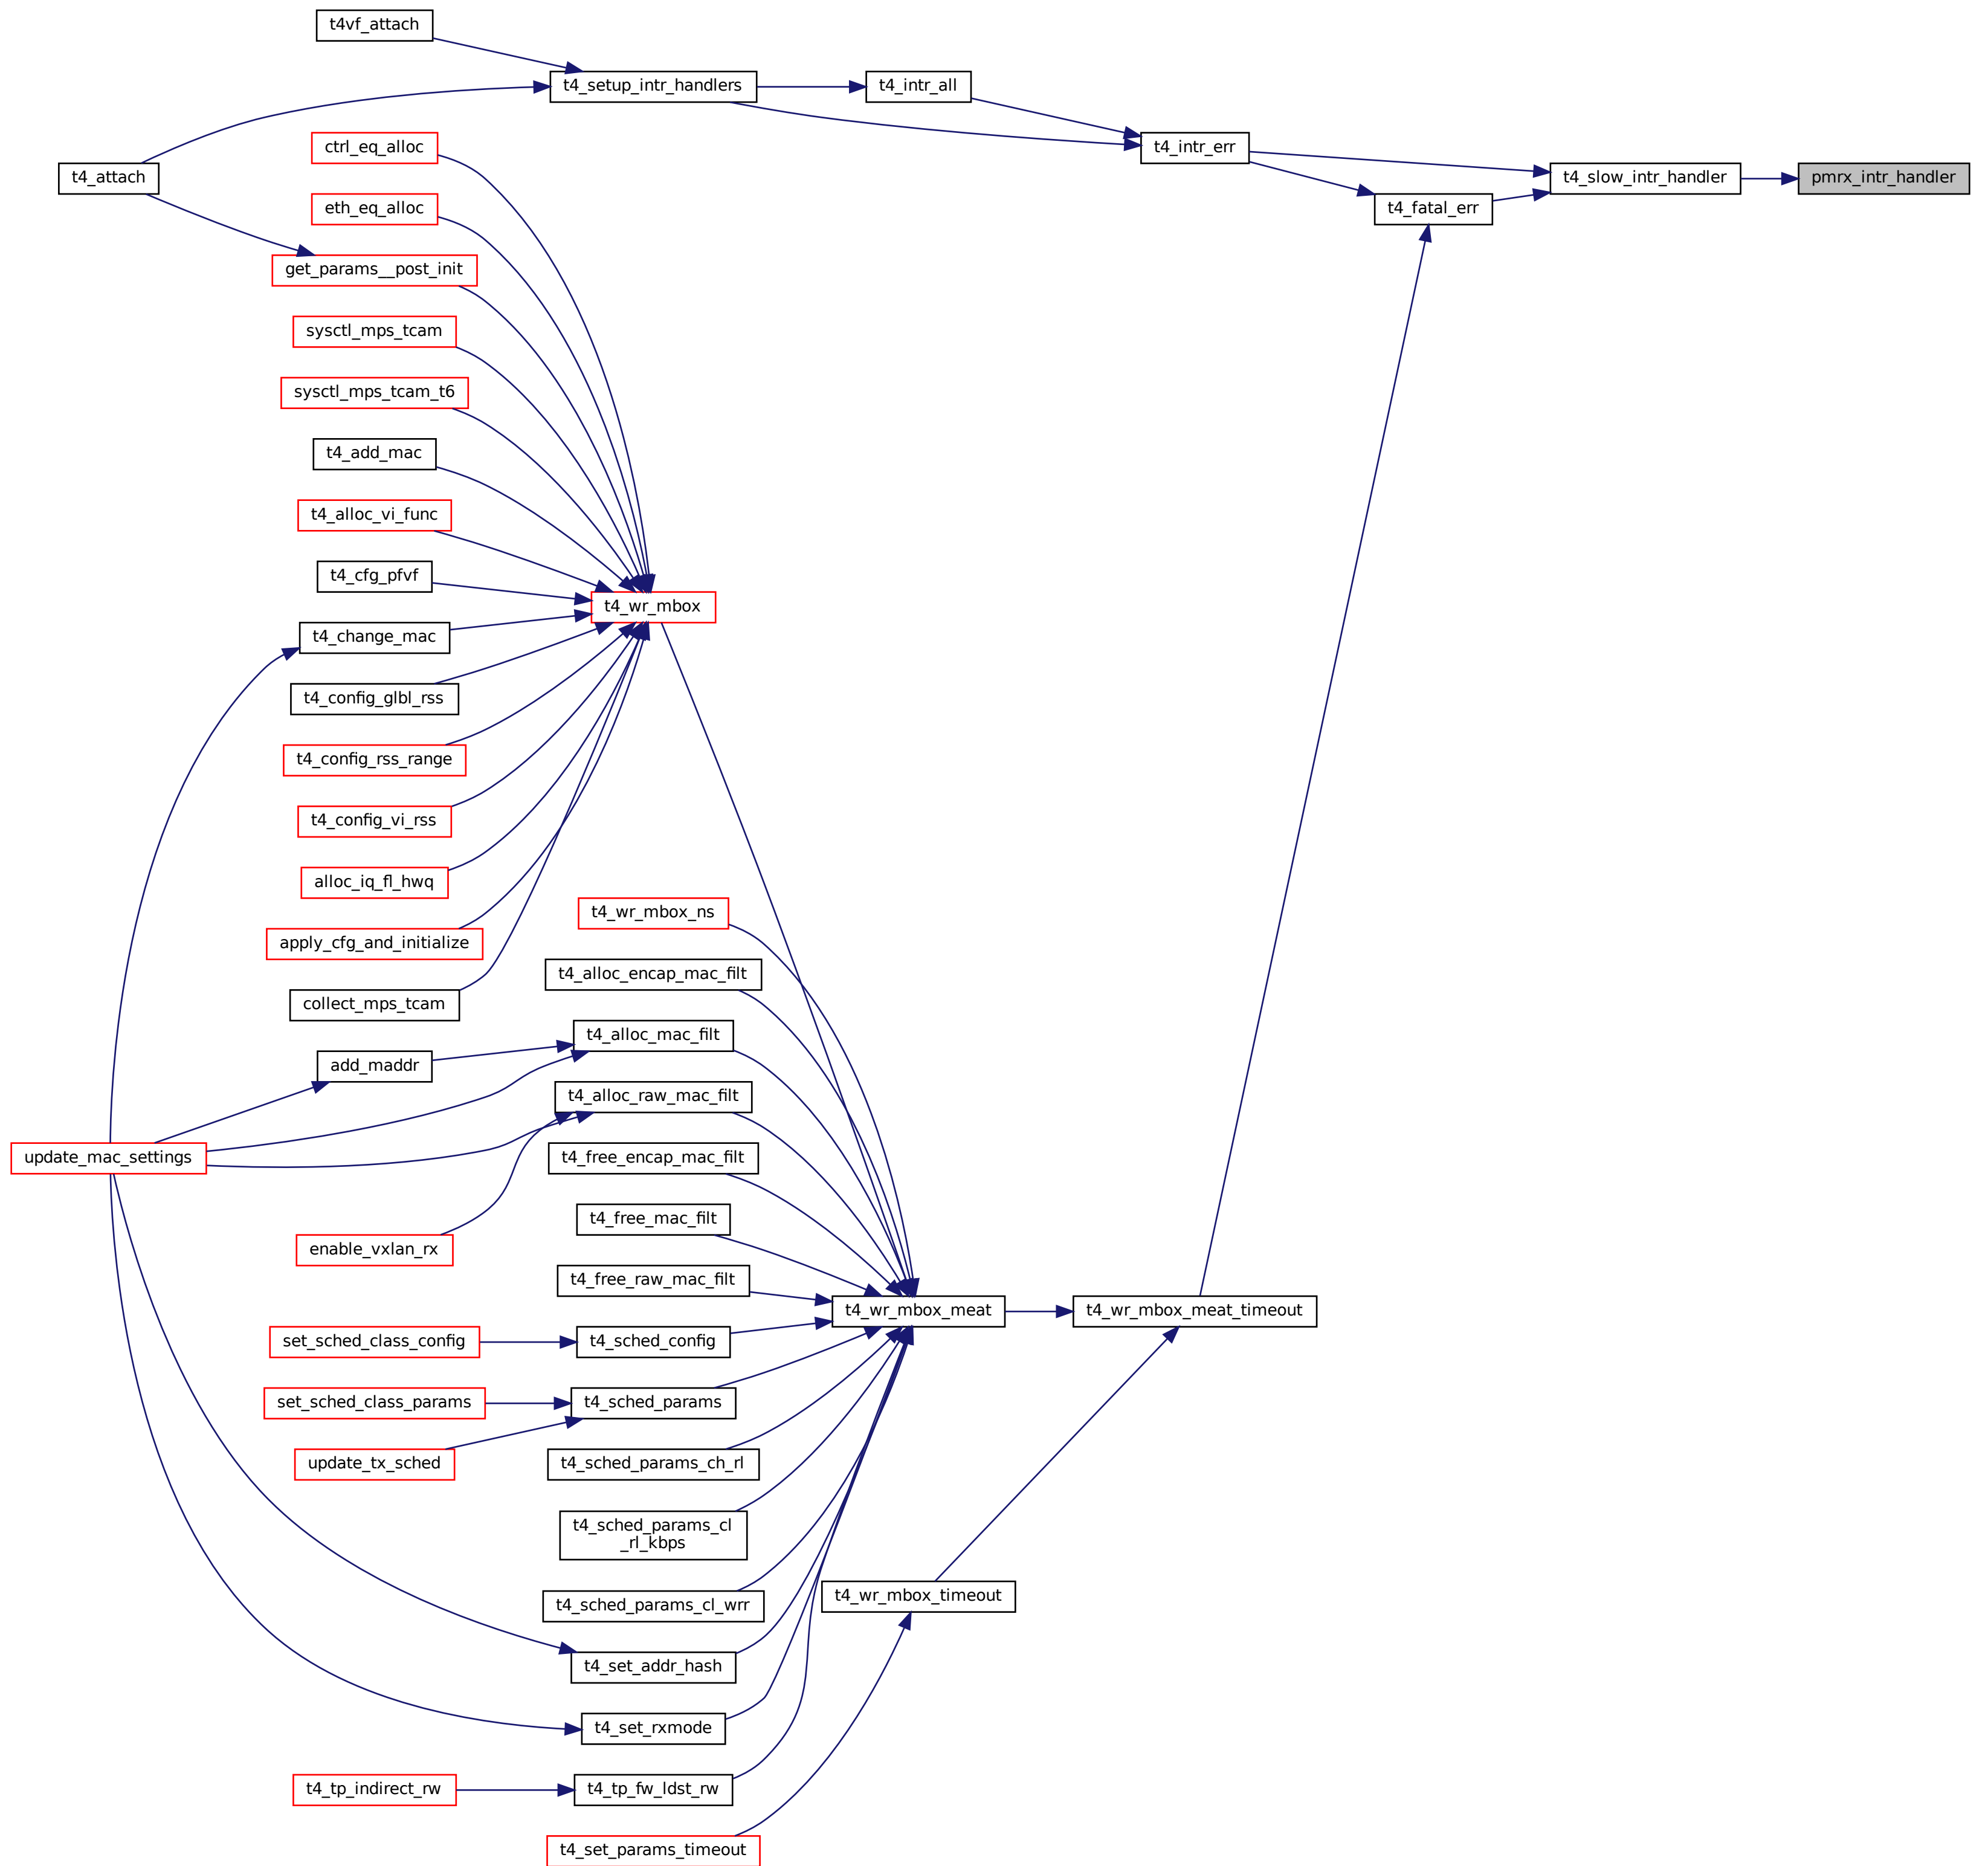 t4vf_attach
t4_setup_intr_handlers
t4_intr_all
ctrl_eq_alloc
t4_intr_err
t4_attach
t4_slow_intr_handler
pmrx_intr_handler
eth_eq_alloc
t4_fatal_err
get_params__post_init
sysctl_mps_tcam
sysctl_mps_tcam_t6
t4_add_mac
t4_alloc_vi_func
t4_cfg_pfvf
t4_wr_mbox
t4_change_mac
t4_config_glbl_rss
t4_config_rss_range
t4_config_vi_rss
alloc_iq_fl_hwq
t4_wr_mbox_ns
apply_cfg_and_initialize
t4_alloc_encap_mac_filt
collect_mps_tcam
t4_alloc_mac_filt
add_maddr
t4_alloc_raw_mac_filt
update_mac_settings
t4_free_encap_mac_filt
t4_free_mac_filt
enable_vxlan_rx
t4_free_raw_mac_filt
t4_wr_mbox_meat
t4_wr_mbox_meat_timeout
set_sched_class_config
t4_sched_config
set_sched_class_params
t4_sched_params
update_tx_sched
t4_sched_params_ch_rl
t4_sched_params_cl
_rl_kbps
t4_wr_mbox_timeout
t4_sched_params_cl_wrr
t4_set_addr_hash
t4_set_rxmode
t4_tp_indirect_rw
t4_tp_fw_ldst_rw
t4_set_params_timeout